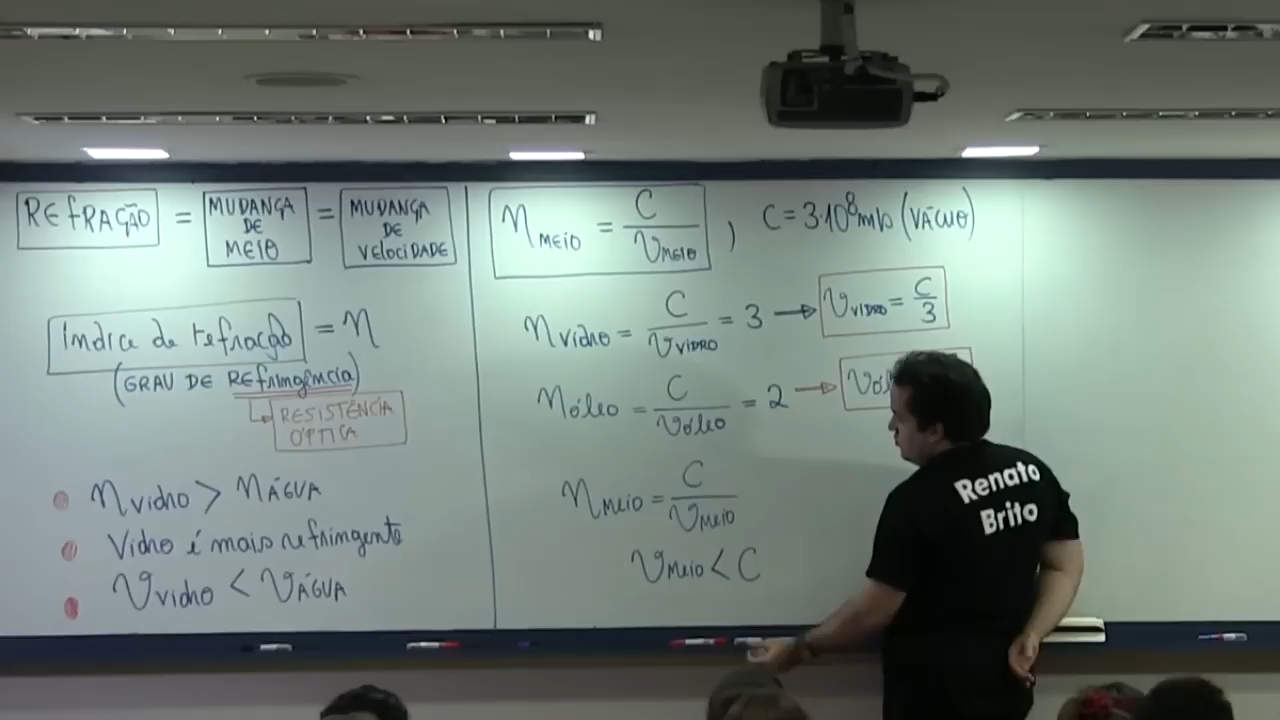 REfRAÇÃO = MUDANÇA DE MEIO = MUDANÇA DE VELOCIDADE
Índice de refração = n
(GRAU DE REfringência)
RESISTÊNCIA
ÓPTICA
n vidro > n ÁGUA
Vidro é mais refringente
V vidro < V ÁGUA
n MEIO = C / V MEIO , C = 3·10⁸ m/s (VÁCUO)
n vidro = C / V VIDRO = 3 → V VIDRO = C / 3
n óleo = C / V óleo = 2 → V ól
n MEIO = C / V MEIO
V MEIO < C
Renato
Brito